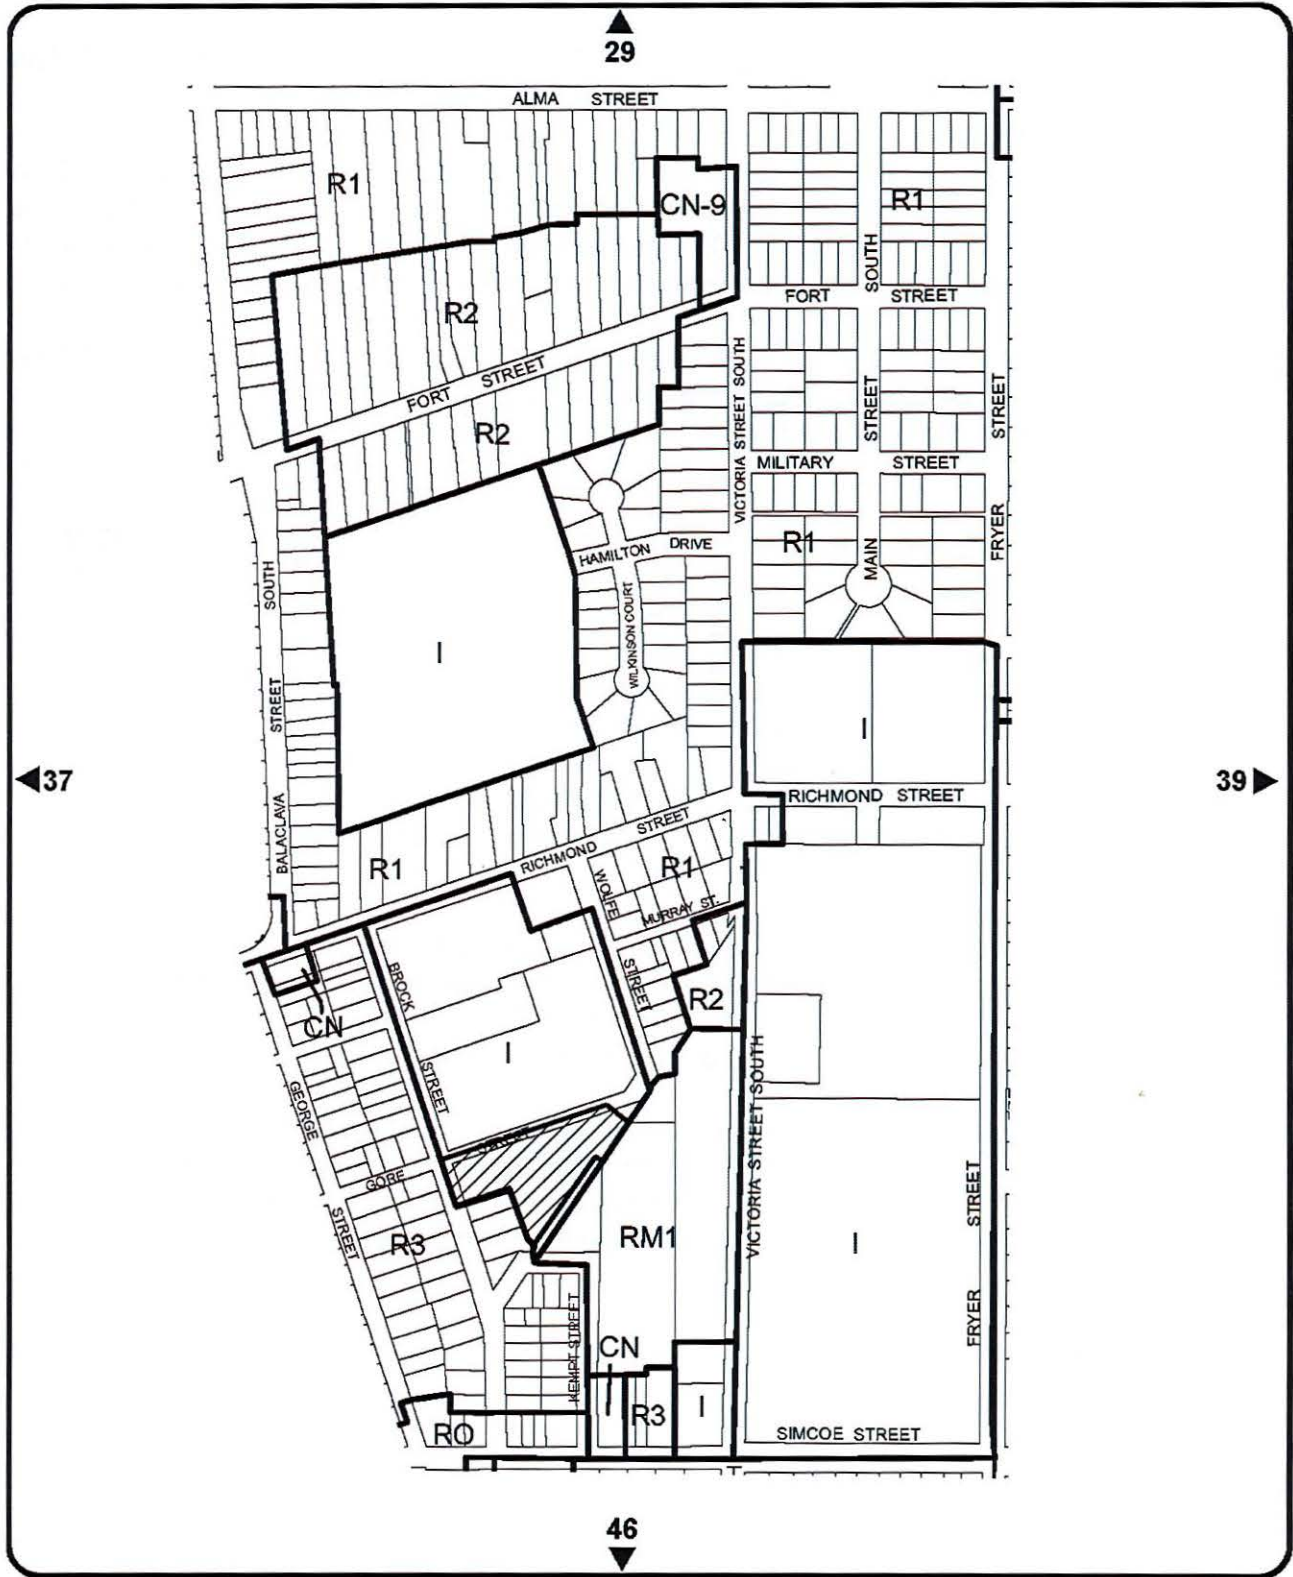 29
ALMA STREET
R1
CN-9
R1
SOUTH
R2
FORT STREET
FORT STREET
R2
VICTORIA STREET SOUTH
STREET
STREET
MILITARY STREET
HAMILTON DRIVE
R1
MAIN
FRYER
SOUTH
WILKINSON COURT
I
STREET
I
37
39
RICHMOND STREET
BALACLAVA
RICHMOND STREET
R1
R1
WOLFE
MURRAY ST.
BROCK
STREET
R2
CN
I
VICTORIA STREET SOUTH
STREET
GEORGE
STREET
GORE
STREET
STREET
R3
RM1
I
FRYER
KEMPT STREET
CN
R3
I
RO
SIMCOE STREET
46